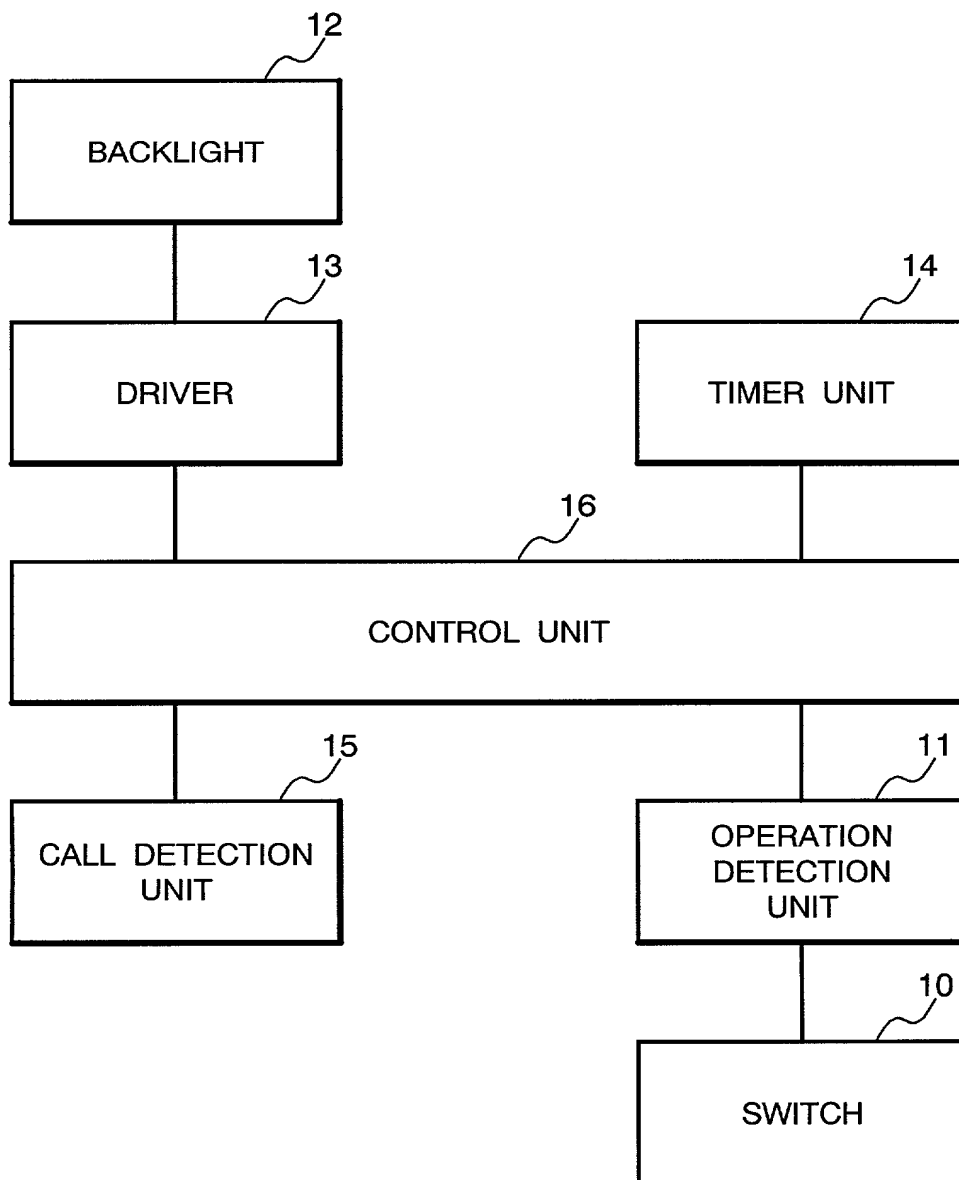 12
BACKLIGHT
13
DRIVER
14
TIMER UNIT
16
CONTROL UNIT
15
CALL DETECTION
UNIT
11
OPERATION
DETECTION
UNIT
10
SWITCH